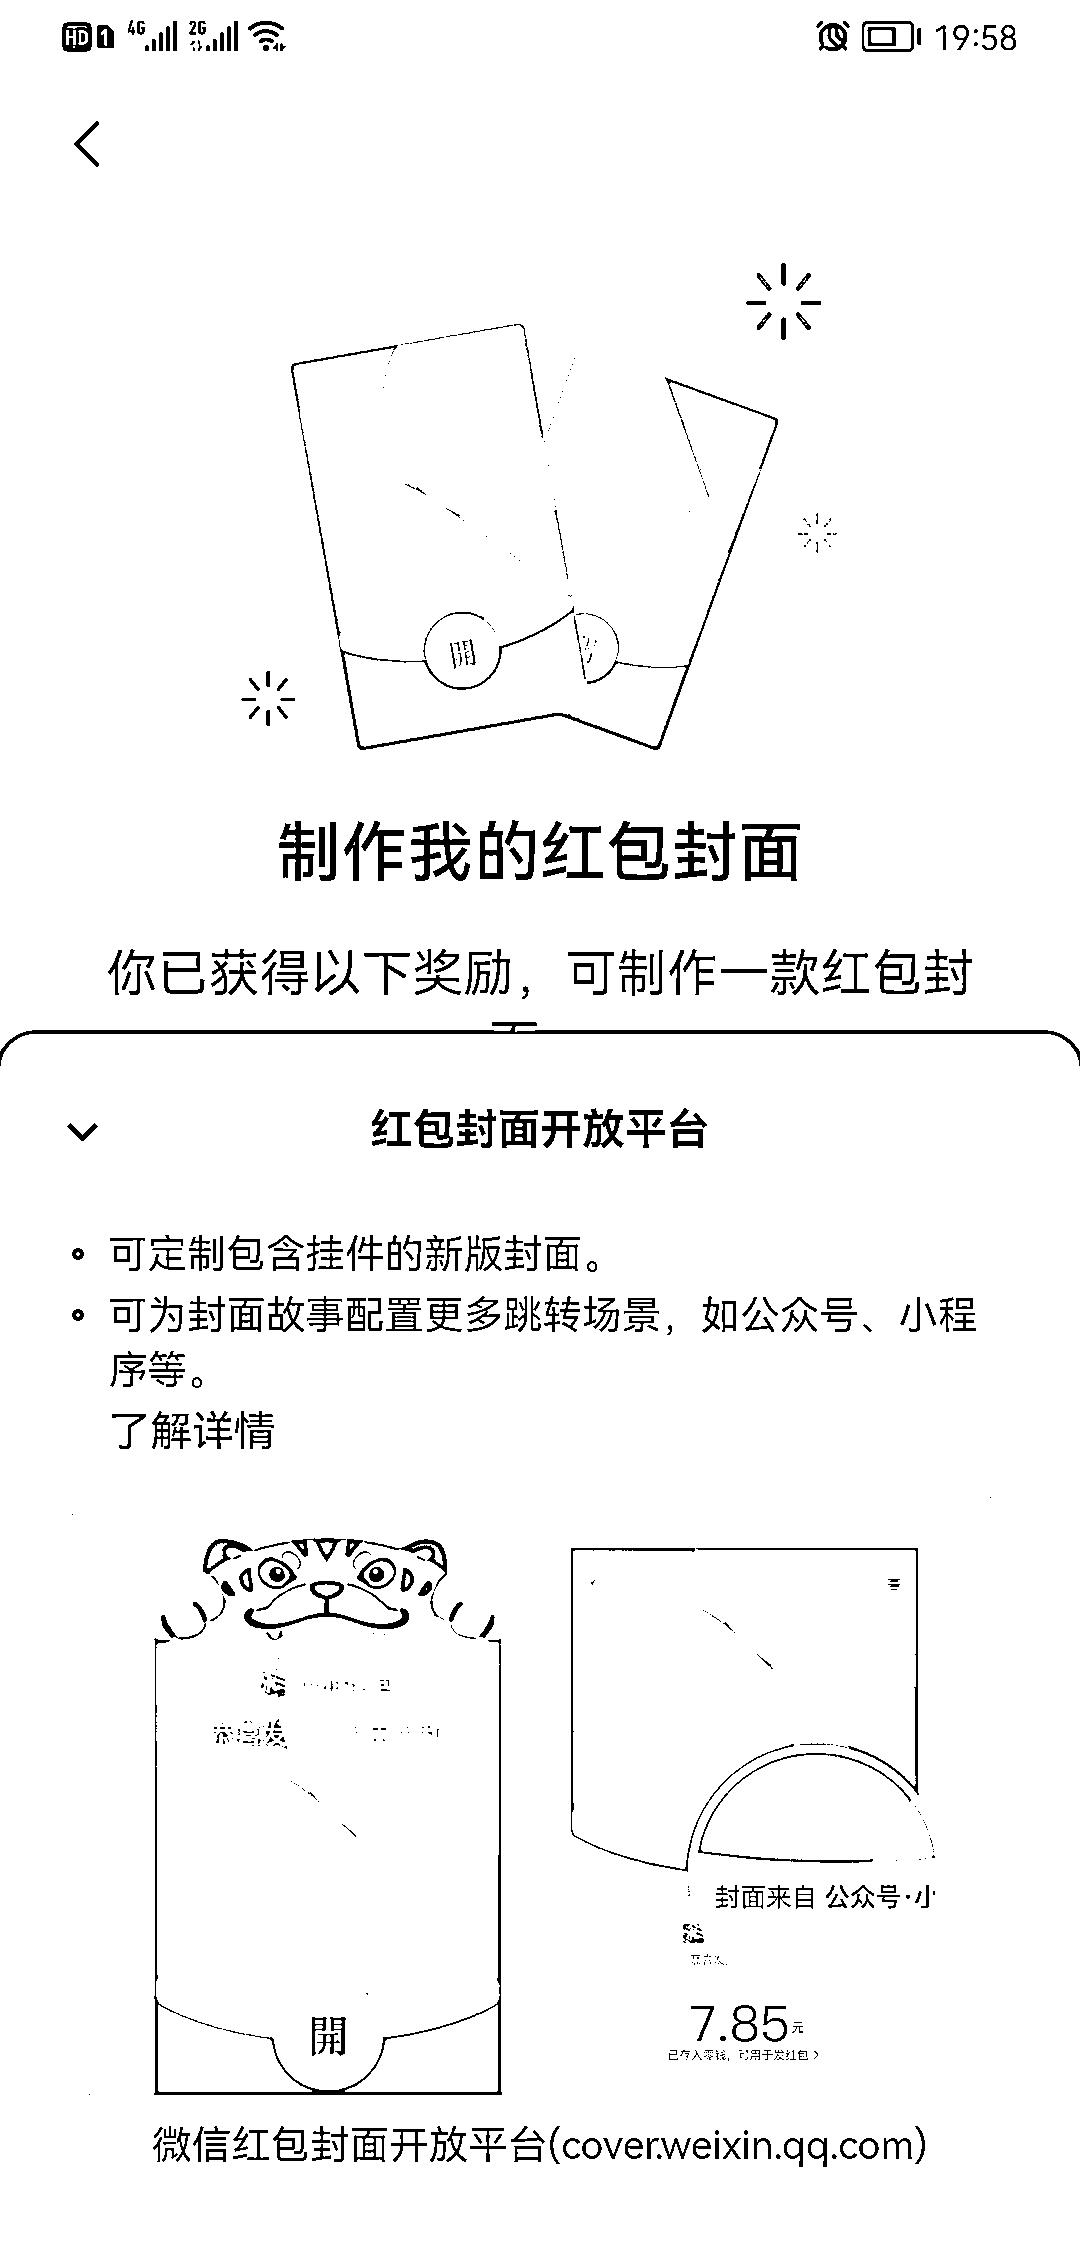 HD 1 4G 2G 19:58
開
制作我的红包封面
你已获得以下奖励，可制作一款红包封
红包封面开放平台
可定制包含挂件的新版封面。
可为封面故事配置更多跳转场景，如公众号、小程
序等。
了解详情
封面来自 公众号·小
7.85元
已存入零钱，可用于发红包
開
微信红包封面开放平台(cover.weixin.qq.com)